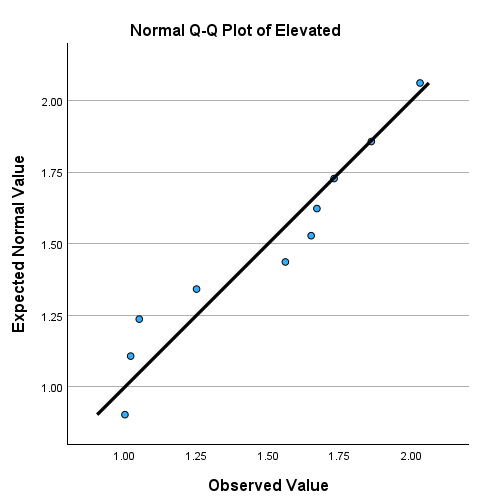 Normal Q-Q Plot of Elevated
Expected Normal Value
2.00
1.75
1.50
1.25
1.00
1.00 1.25 1.50 1.75 2.00
Observed Value